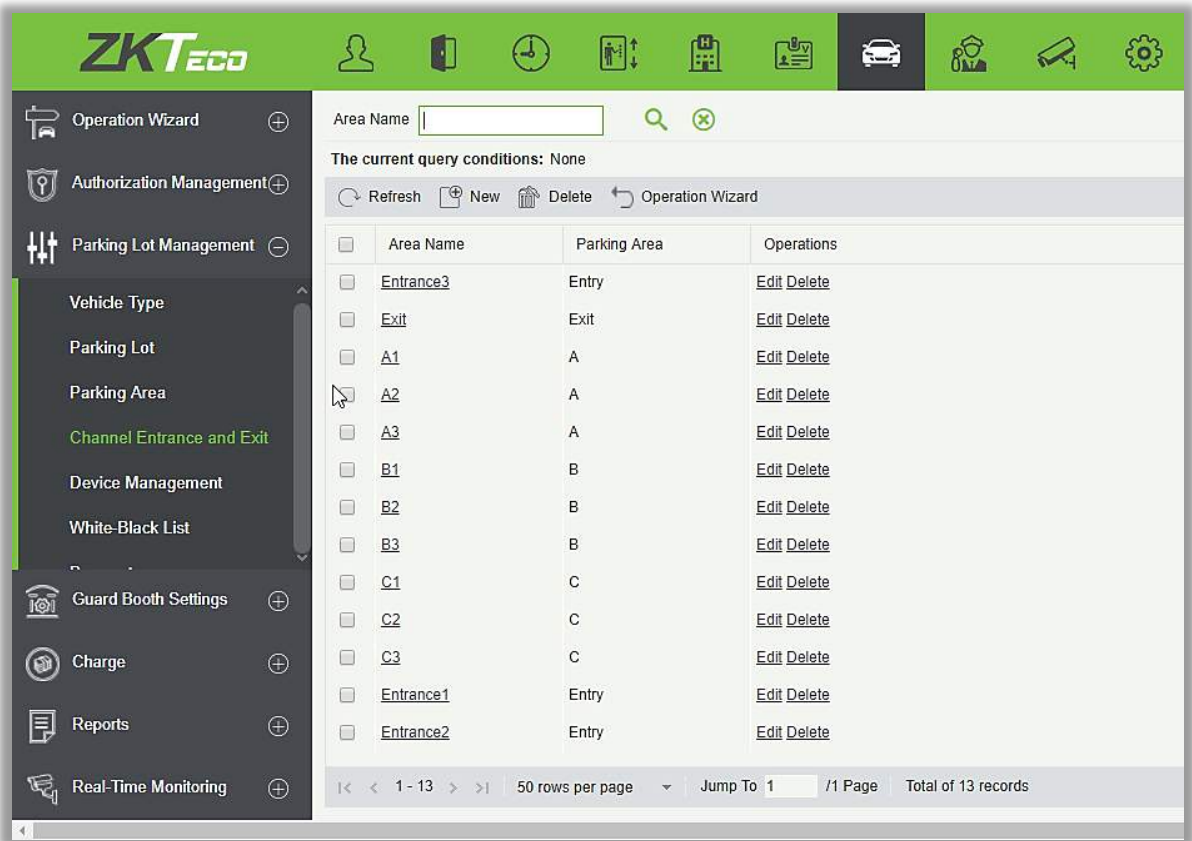 ZKTECO
Area Name
The current query conditions: None
Refresh New Delete Operation Wizard
Area Name Parking Area Operations
Entrance3 Entry Edit Delete
Exit Exit Edit Delete
A1 A Edit Delete
A2 A Edit Delete
A3 A Edit Delete
B1 B Edit Delete
B2 B Edit Delete
B3 B Edit Delete
C1 C Edit Delete
C2 C Edit Delete
C3 C Edit Delete
Entrance1 Entry Edit Delete
Entrance2 Entry Edit Delete
1 - 13 50 rows per page Jump To 1 /1 Page Total of 13 records
Operation Wizard
Authorization Management
Parking Lot Management
Vehicle Type
Parking Lot
Parking Area
Channel Entrance and Exit
Device Management
White-Black List
Guard Booth Settings
Charge
Reports
Real-Time Monitoring